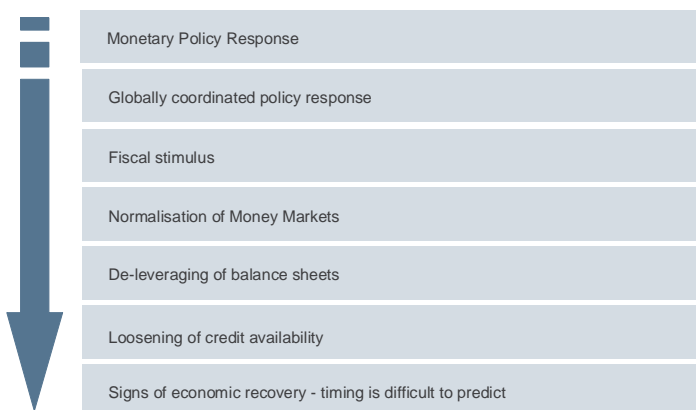 Monetary Policy Response
Globally coordinated policy response
Fiscal stimulus
Normalisation of Money Markets
De-leveraging of balance sheets
Loosening of credit availability
Signs of economic recovery - timing is difficult to predict